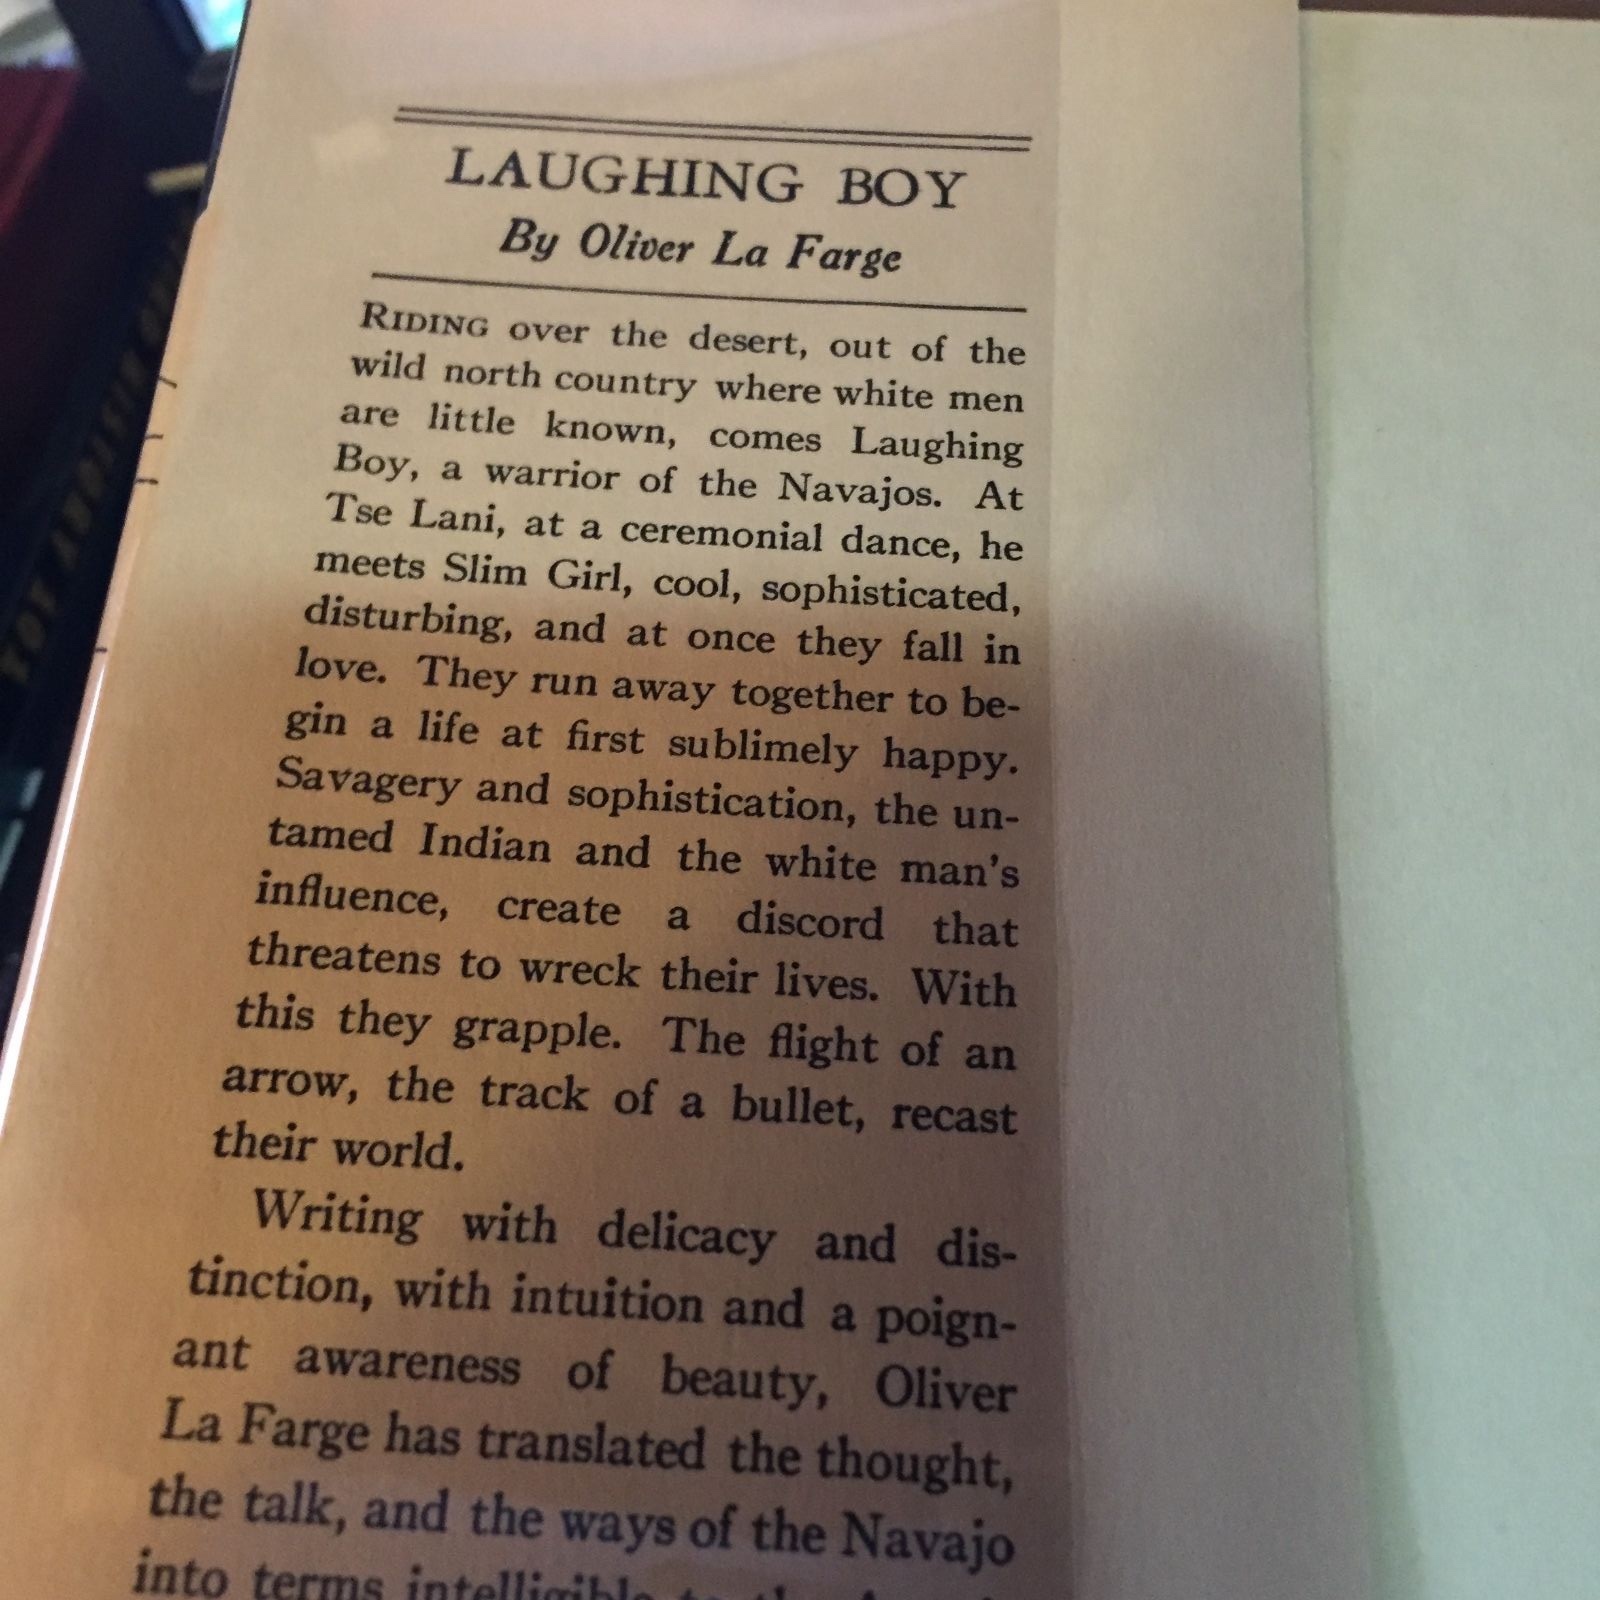 LAUGHING BOY
By Oliver La Farge
RIDING over the desert, out of the
wild north country where white men
are little known, comes Laughing
Boy, a warrior of the Navajos. At
Tse Lani, at a ceremonial dance, he
meets Slim Girl, cool, sophisticated,
disturbing, and at once they fall in
love. They run away together to be-
gin a life at first sublimely happy.
Savagery and sophistication, the un-
tamed Indian and the white man's
influence, create a discord that
threatens to wreck their lives. With
this they grapple. The flight of an
arrow, the track of a bullet, recast
their world.
Writing with delicacy and dis-
tinction, with intuition and a poign-
ant awareness of beauty, Oliver
La Farge has translated the thought,
the talk, and the ways of the Navajo
into terms intelligible